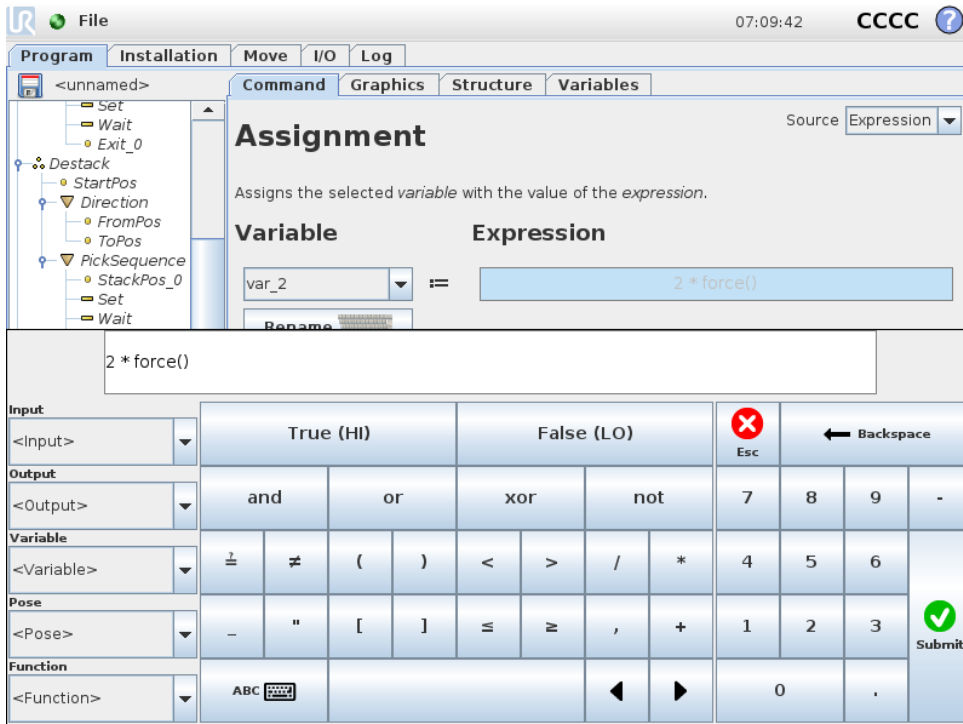 UR File 07:09:42 CCCC ?
Program Installation Move I/O Log
<unnamed> Command Graphics Structure Variables
Set
Wait
Exit_0
Destack
StartPos
Direction
FromPos
ToPos
PickSequence
StackPos_0
Set
Wait
Source Expression
Assignment
Assigns the selected variable with the value of the expression.
Variable Expression
var_2 := 2 * force()
Rename
2 * force()
Input
<Input> True (HI) False (LO) Esc Backspace
Output
<Output> and or xor not 7 8 9 -
Variable
<Variable> ≟ ≠ ( ) < > / * 4 5 6
Pose
<Pose> _ " [ ] ≤ ≥ , + 1 2 3 Submit
Function
<Function> ABC 0 .